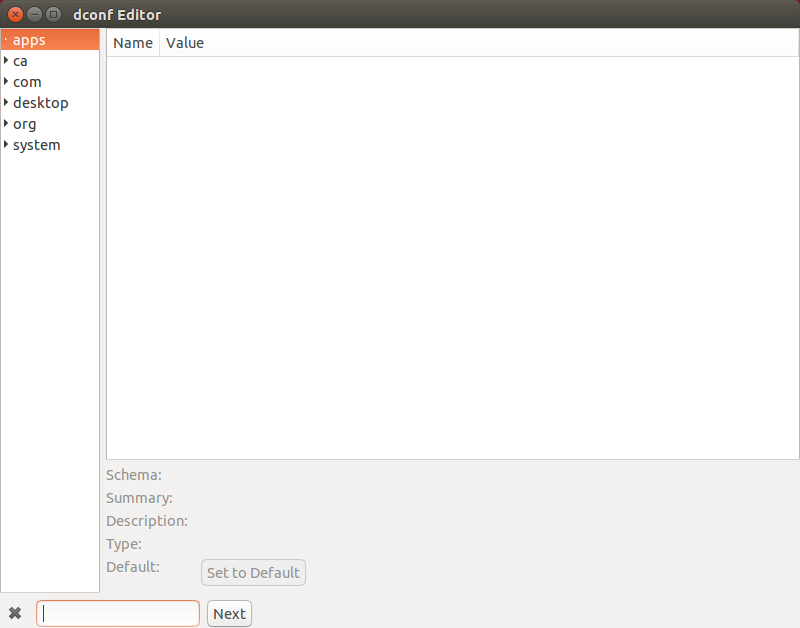 dconf Editor
apps
ca
com
desktop
org
system
Name Value
Schema:
Summary:
Description:
Type:
Default:
Set to Default
Next